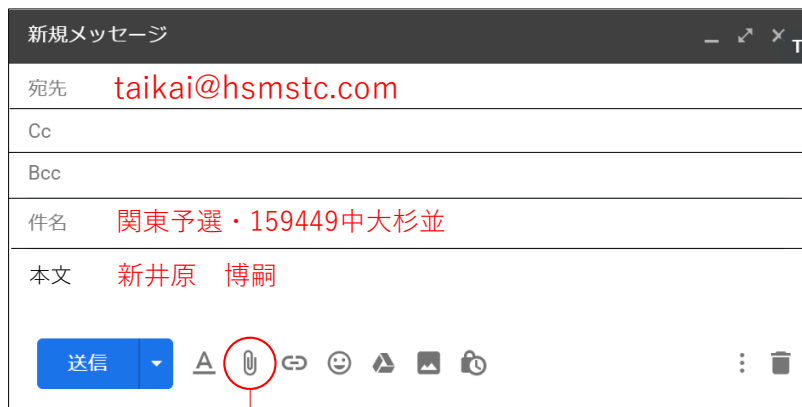 新規メッセージ
宛先 taikai@hsmstc.com
Cc
Bcc
件名 関東予選・159449中大杉並
本文 新井原　博嗣
送信 A